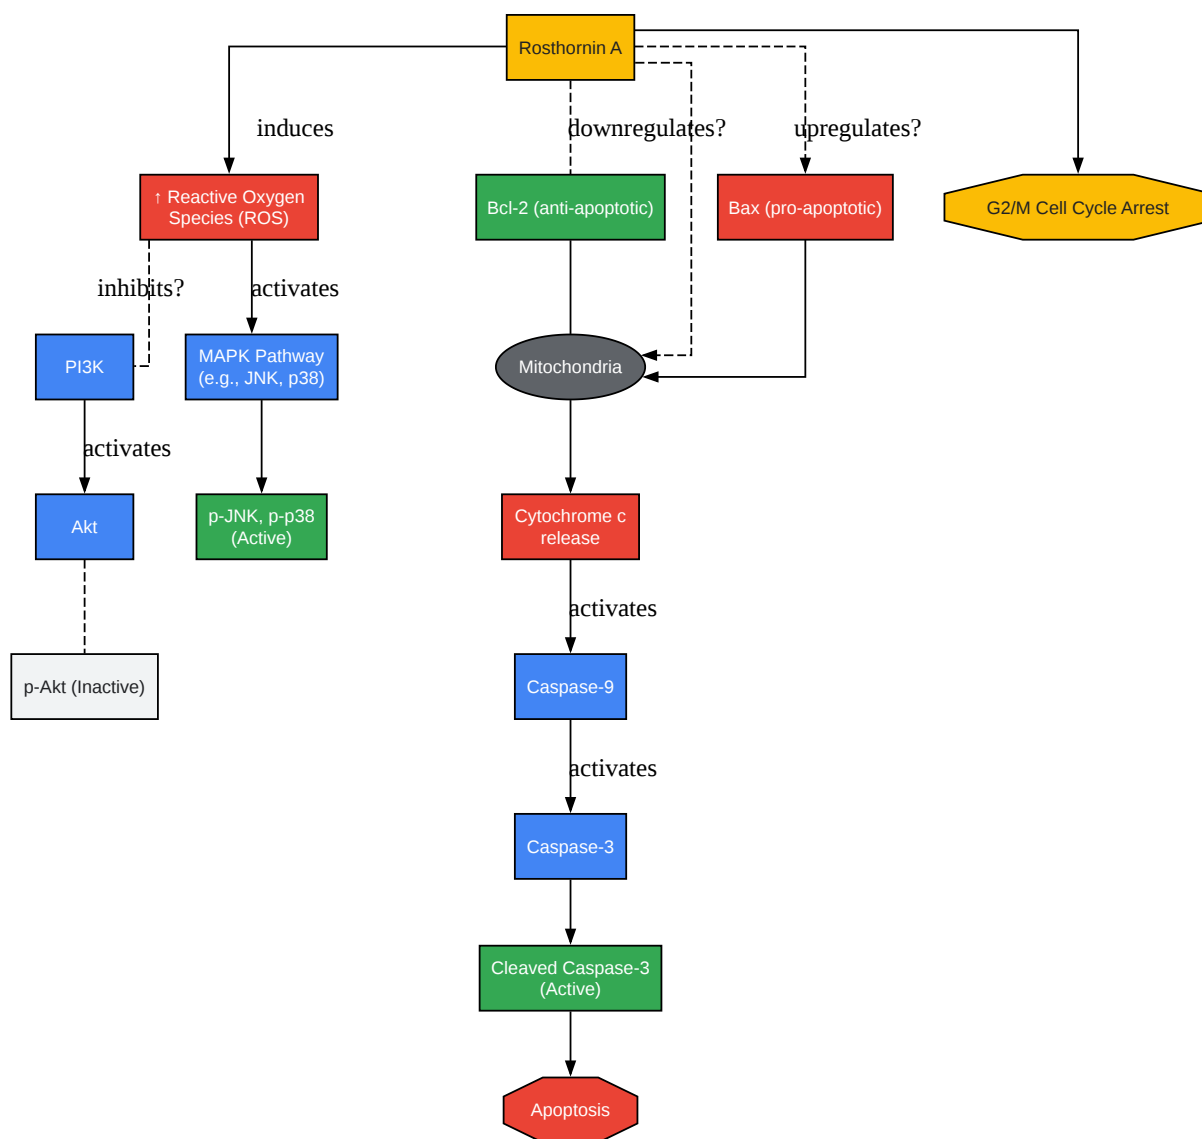 Rosthornin A
induces
downregulates?
upregulates?
↑ Reactive Oxygen
Species (ROS)
Bcl-2 (anti-apoptotic)
Bax (pro-apoptotic)
G2/M Cell Cycle Arrest
inhibits?
activates
PI3K
MAPK Pathway
(e.g., JNK, p38)
Mitochondria
activates
Akt
p-JNK, p-p38
(Active)
Cytochrome c
release
activates
p-Akt (Inactive)
Caspase-9
activates
Caspase-3
Cleaved Caspase-3
(Active)
Apoptosis